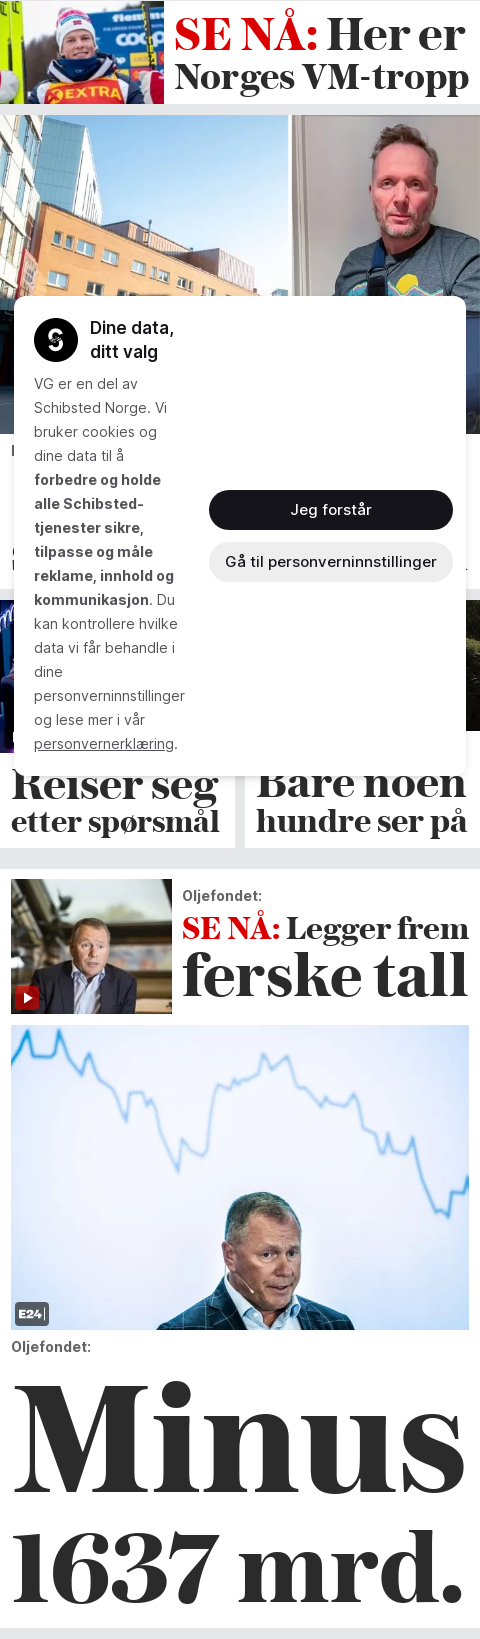 SE NÅ: Her er
Norges VM-tropp
Dine data,
ditt valg
VG er en del av
Schibsted Norge. Vi
bruker cookies og
dine data til å
forbedre og holde
alle Schibsted-
tjenester sikre,
tilpasse og måle
reklame, innhold og
kommunikasjon. Du
kan kontrollere hvilke
data vi får behandle i
dine
personverninnstillinger
og lese mer i vår
personvernerklæring.
Jeg forstår
Gå til personverninnstillinger
Reiser seg
etter spørsmål
Bare noen
hundre ser på
Oljefondet:
SE NÅ: Legger frem
ferske tall
E24
Oljefondet:
Minus
1637 mrd.